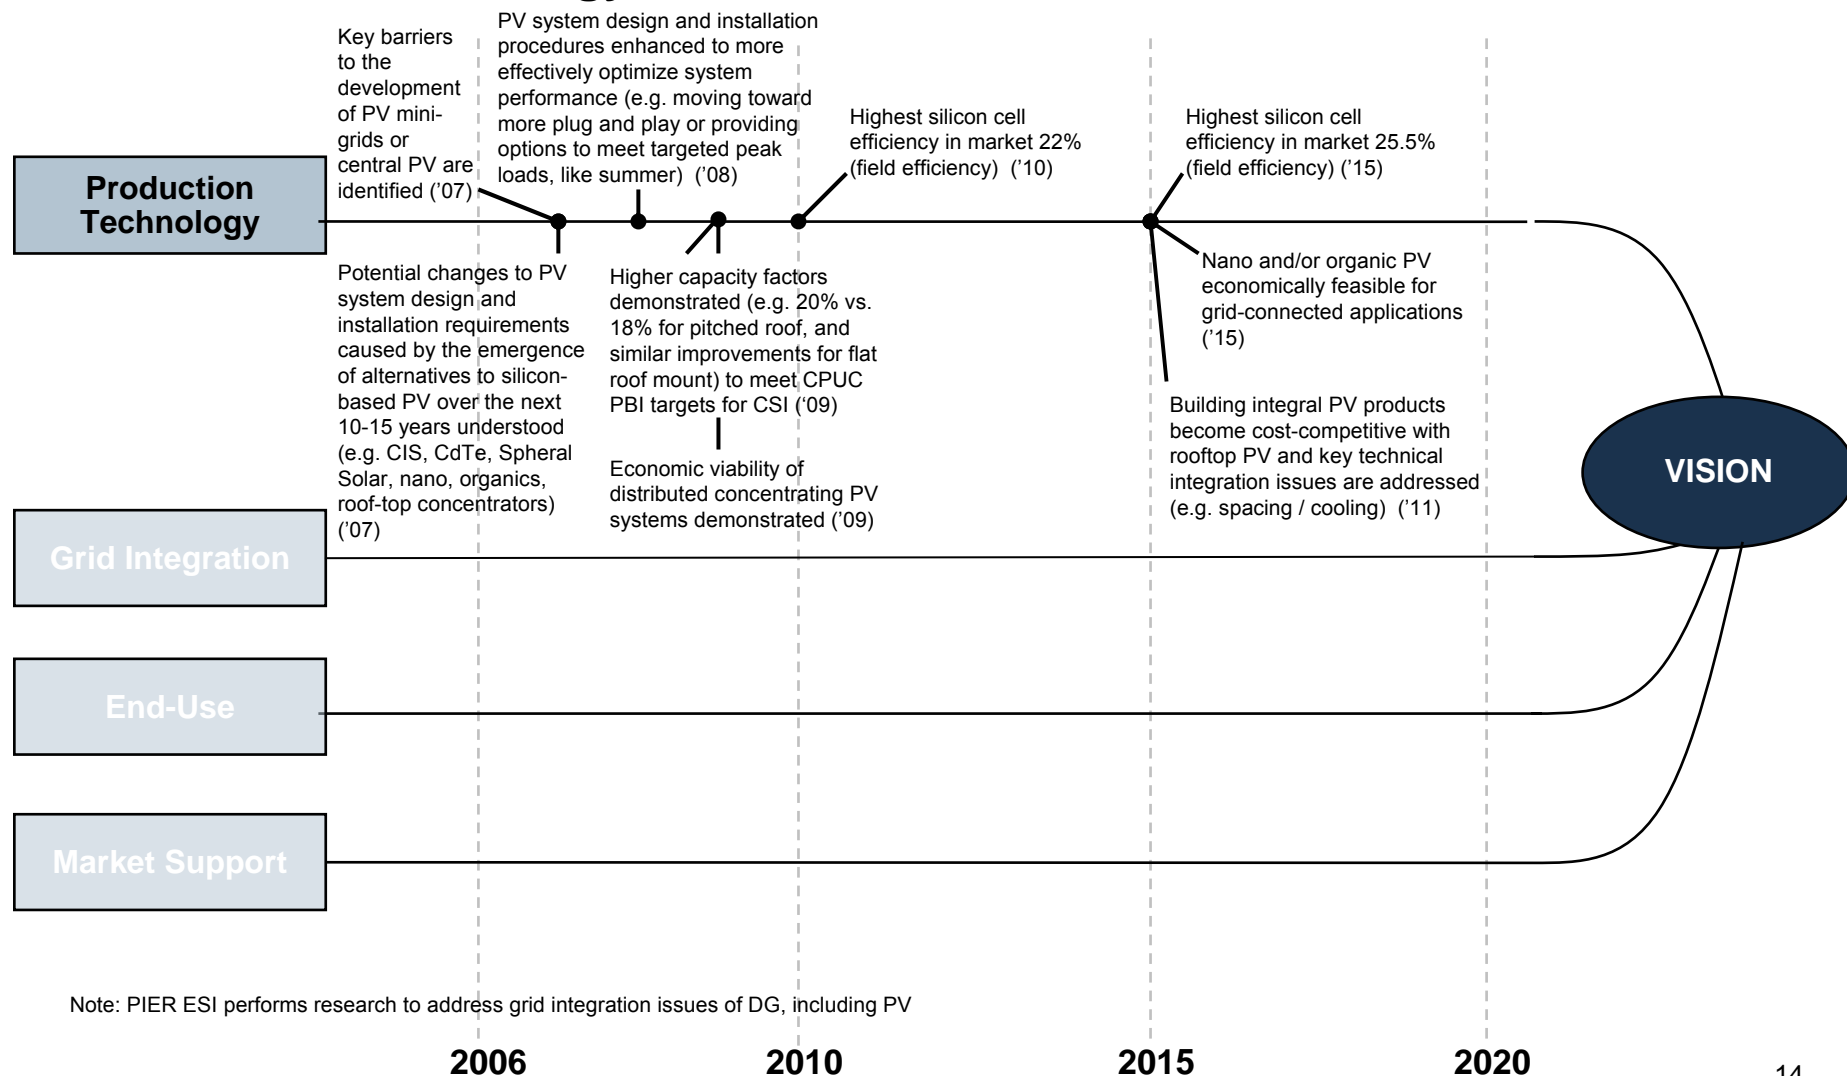 PV system design and installation
procedures enhanced to more
effectively optimize system
performance (e.g. moving toward
more plug and play or providing
options to meet targeted peak
loads, like summer)  (’08)
Key barriers
to the
development
of PV mini-
grids or
central PV are
identified (’07)
Highest silicon cell
efficiency in market 22%
(field efficiency)  (’10)
Highest silicon cell
efficiency in market 25.5%
(field efficiency) (’15)
Production
Technology
Potential changes to PV
system design and
installation requirements
caused by the emergence
of alternatives to silicon-
based PV over the next
10-15 years understood
(e.g. CIS, CdTe, Spheral
Solar, nano, organics,
roof-top concentrators)
(’07)
Higher capacity factors
demonstrated (e.g. 20% vs.
18% for pitched roof, and
similar improvements for flat
roof mount) to meet CPUC
PBI targets for CSI (‘09)
Economic viability of
distributed concentrating PV
systems demonstrated (’09)
Nano and/or organic PV
economically feasible for
grid-connected applications
(’15)
Building integral PV products
become cost-competitive with
rooftop PV and key technical
integration issues are addressed
(e.g. spacing / cooling)  (’11)
VISION
Grid Integration
End-Use
Market Support
Note: PIER ESI performs research to address grid integration issues of DG, including PV
2006
2010
2015
2020
14